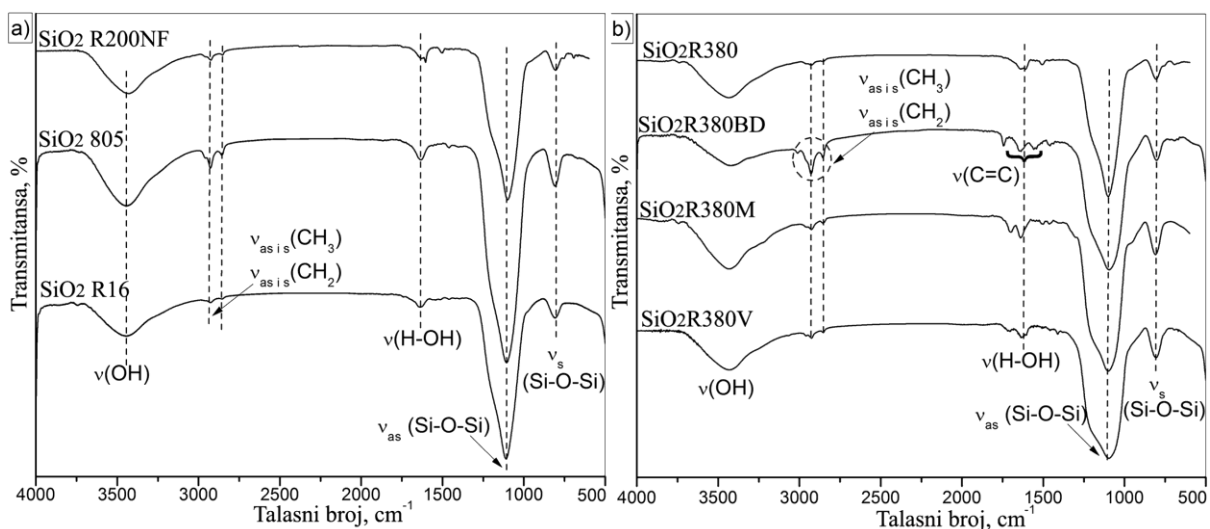 a)
SiO2 R200NF
SiO2 805
SiO2 R16
ν(OH)
νas i s(CH3)
νas i s(CH2)
ν(H-OH)
νs
(Si-O-Si)
νas (Si-O-Si)
Transmitansa, %
4000 3500 3000 2500 2000 1500 1000 500
Talasni broj, cm-1
b)
SiO2R380
SiO2R380BD
SiO2R380M
SiO2R380V
νas i s(CH3)
νas i s(CH2)
ν(C=C)
ν(OH)
ν(H-OH)
νs
(Si-O-Si)
νas (Si-O-Si)
Transmitansa, %
4000 3500 3000 2500 2000 1500 1000 500
Talasni broj, cm-1